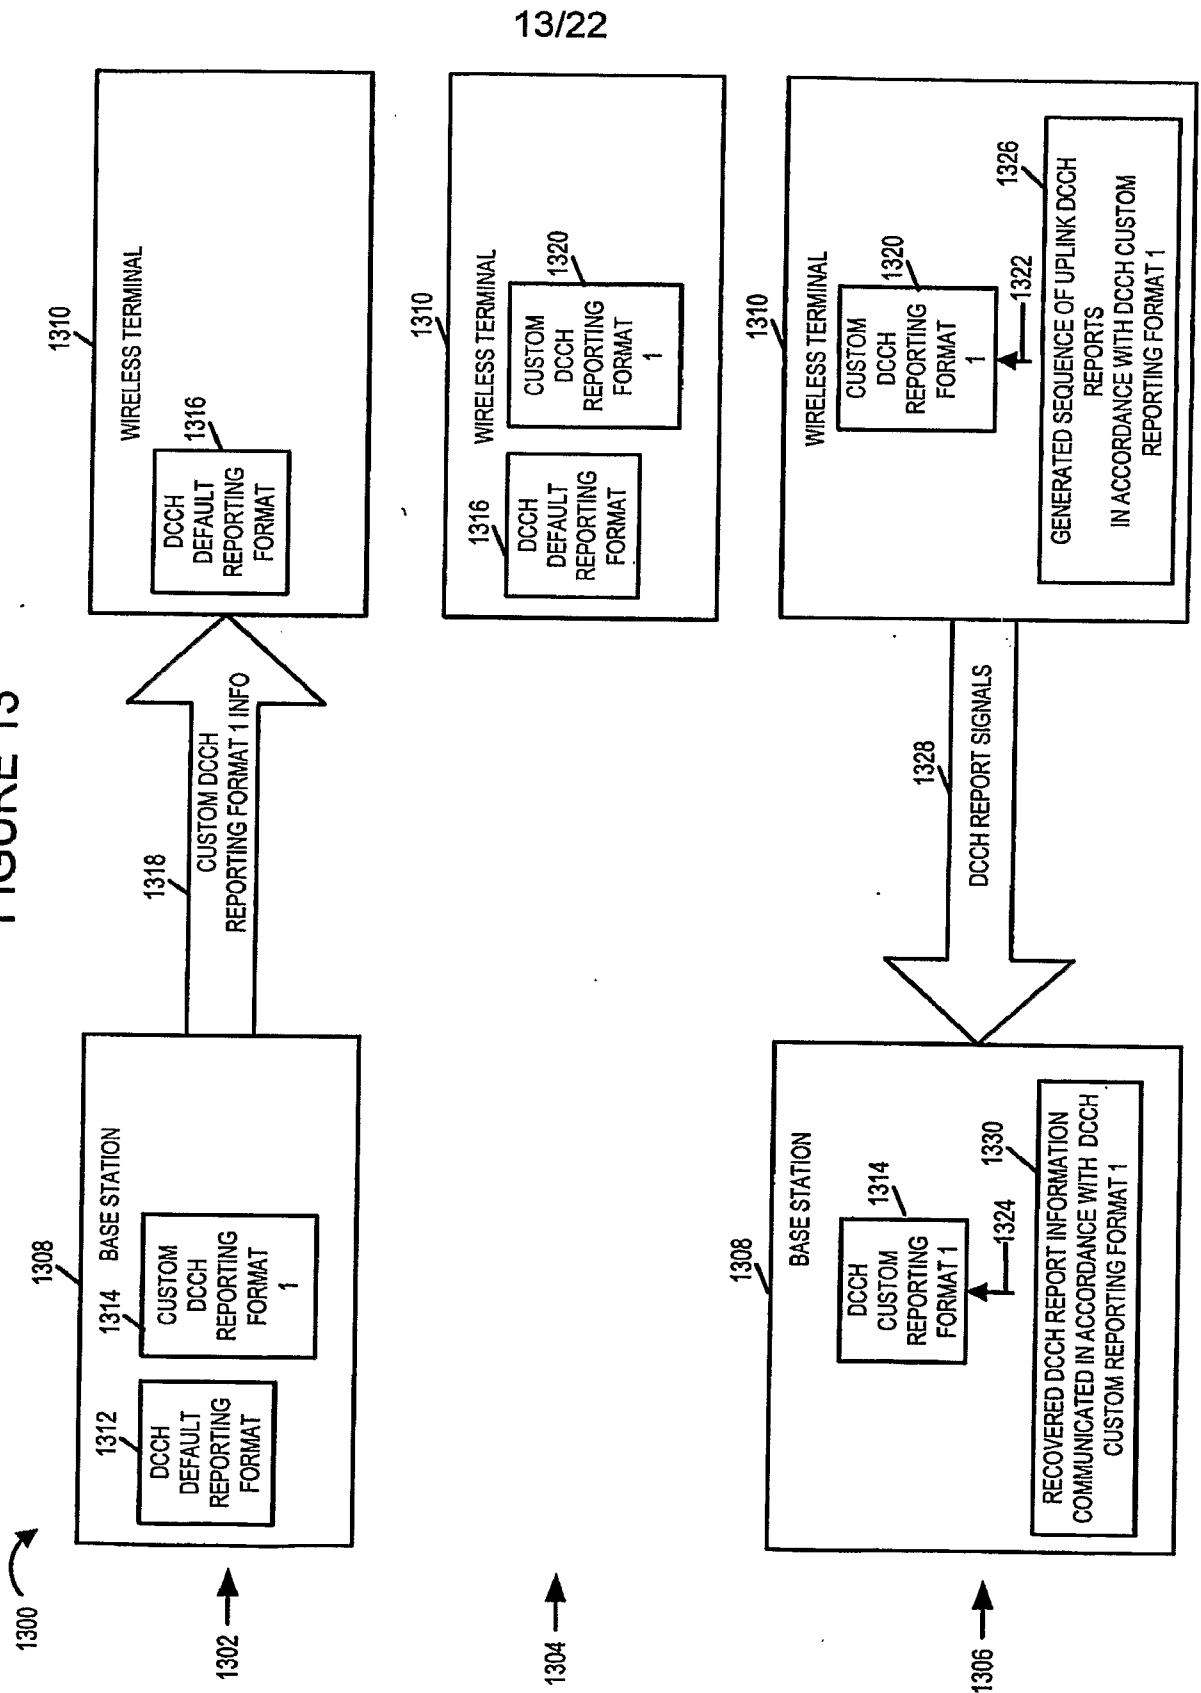 13/22
FIGURE 13
1300
1302
1308
BASE STATION
1312
DCCH
DEFAULT
REPORTING
FORMAT
1314
CUSTOM
DCCH
REPORTING
FORMAT
1
1318
CUSTOM DCCH
REPORTING FORMAT 1 INFO
1310
WIRELESS TERMINAL
1316
DCCH
DEFAULT
REPORTING
FORMAT
1304
1310
WIRELESS TERMINAL
1316
DCCH
DEFAULT
REPORTING
FORMAT
1320
CUSTOM
DCCH
REPORTING
FORMAT
1
1306
1308
BASE STATION
1314
DCCH
CUSTOM
REPORTING
FORMAT 1
1324
1330
RECOVERED DCCH REPORT INFORMATION
COMMUNICATED IN ACCORDANCE WITH DCCH
CUSTOM REPORTING FORMAT 1
1328
DCCH REPORT SIGNALS
1310
WIRELESS TERMINAL
1320
CUSTOM
DCCH
REPORTING
FORMAT
1
1322
1326
GENERATED SEQUENCE OF UPLINK DCCH
REPORTS
IN ACCORDANCE WITH DCCH CUSTOM
REPORTING FORMAT 1